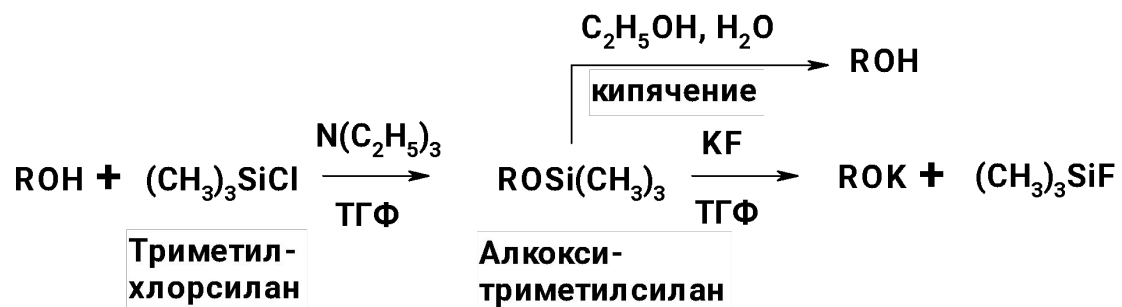 C₂H₅OH, H₂O
кипячение
ROH
ROH + (CH₃)₃SiCl
N(C₂H₅)₃
ТГФ
ROSi(CH₃)₃
KF
ТГФ
ROK + (CH₃)₃SiF
Триметил-
хлорсилан
Алкокси-
триметилсилан